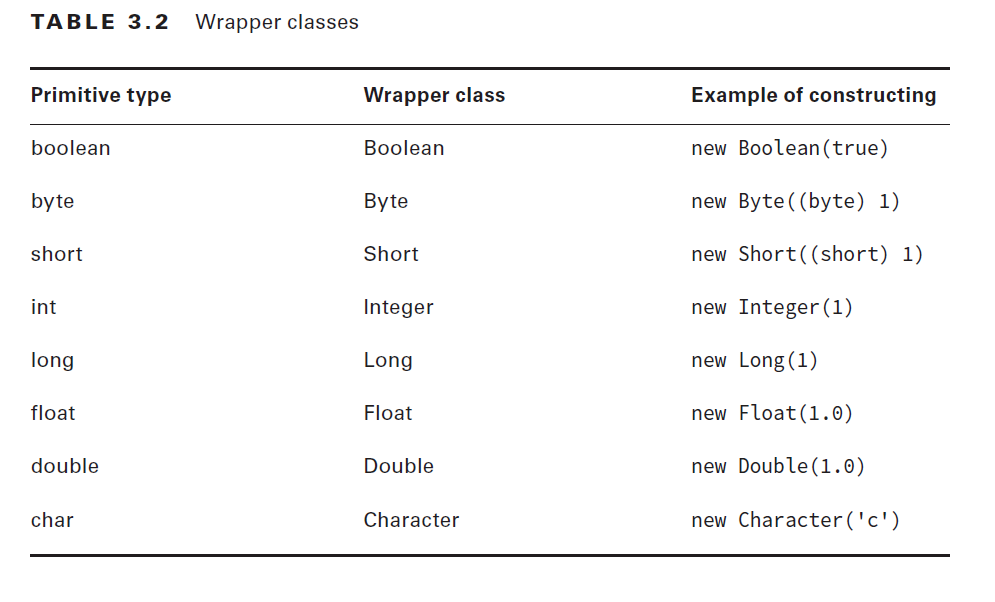 TABLE 3.2 Wrapper classes
Primitive type Wrapper class Example of constructing
boolean Boolean new Boolean(true)
byte Byte new Byte((byte) 1)
short Short new Short((short) 1)
int Integer new Integer(1)
long Long new Long(1)
float Float new Float(1.0)
double Double new Double(1.0)
char Character new Character('c')